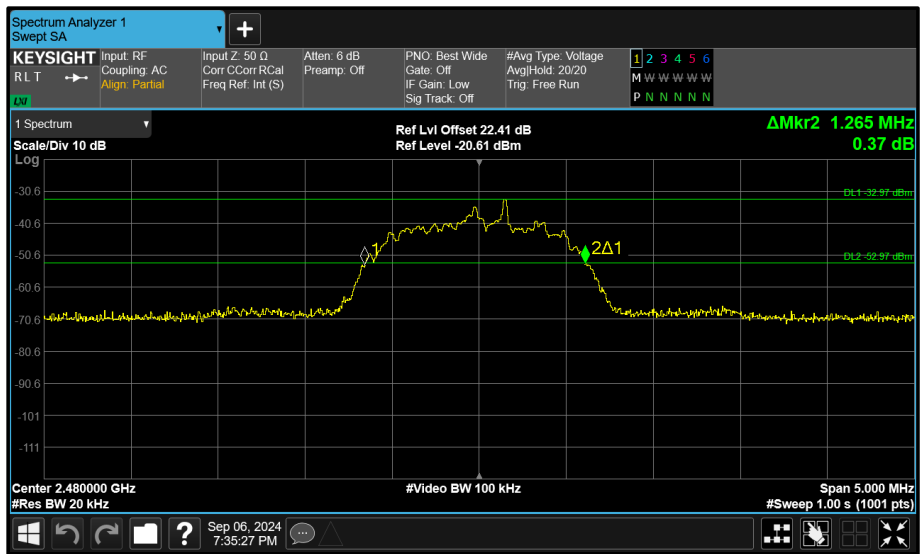 Spectrum Analyzer 1
Swept SA
KEYSIGHT
R L T
LXI
Input: RF
Coupling: AC
Align: Partial
Input Z: 50 Ω
Corr CCorr RCal
Freq Ref: Int (S)
Atten: 6 dB
Preamp: Off
PNO: Best Wide
Gate: Off
IF Gain: Low
Sig Track: Off
#Avg Type: Voltage
Avg|Hold: 20/20
Trig: Free Run
1 2 3 4 5 6
M W W W W W
P N N N N N
1 Spectrum
Scale/Div 10 dB
Ref Lvl Offset 22.41 dB
Ref Level -20.61 dBm
ΔMkr2 1.265 MHz
0.37 dB
Log
-30.6
DL1 -32.97 dBm
-40.6
1
2Δ1
-50.6
DL2 -52.97 dBm
-60.6
-70.6
-80.6
-90.6
-101
-111
Center 2.480000 GHz
#Video BW 100 kHz
Span 5.000 MHz
#Res BW 20 kHz
#Sweep 1.00 s (1001 pts)
?
Sep 06, 2024
7:35:27 PM